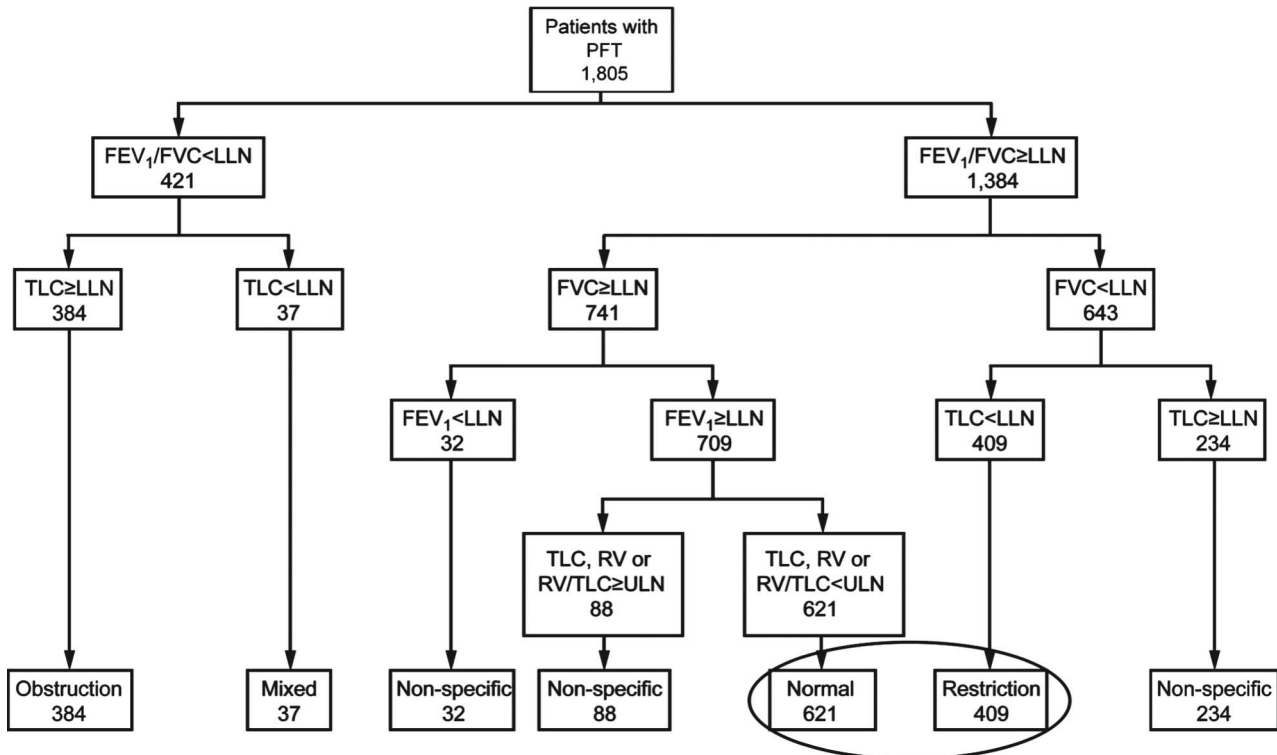 Patients with
PFT
1,805
FEV₁/FVC<LLN
421
FEV₁/FVC≥LLN
1,384
TLC≥LLN
384
TLC<LLN
37
FVC≥LLN
741
FVC<LLN
643
FEV₁<LLN
32
FEV₁≥LLN
709
TLC<LLN
409
TLC≥LLN
234
TLC, RV or
RV/TLC≥ULN
88
TLC, RV or
RV/TLC<ULN
621
Obstruction
384
Mixed
37
Non-specific
32
Non-specific
88
Normal
621
Restriction
409
Non-specific
234